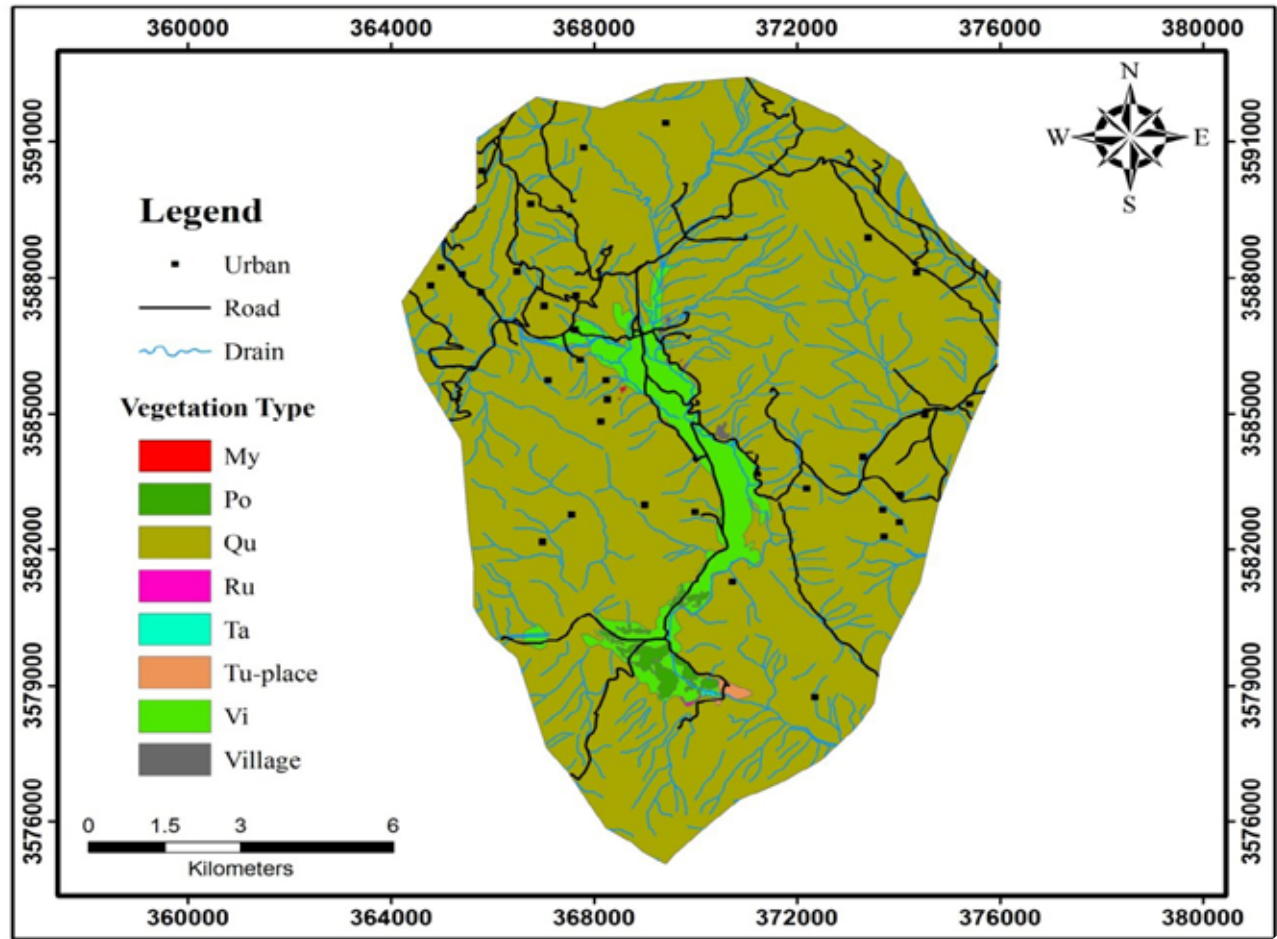 360000 364000 368000 372000 376000 380000
N
W E
S
3591000 3591000
Legend
Urban
3588000 3588000
Road
Drain
3585000 3585000
Vegetation Type
My
Po
3582000 3582000
Qu
Ru
Ta
3579000 3579000
Tu-place
Vi
Village
3576000 3576000
0 1.5 3 6
Kilometers
360000 364000 368000 372000 376000 380000